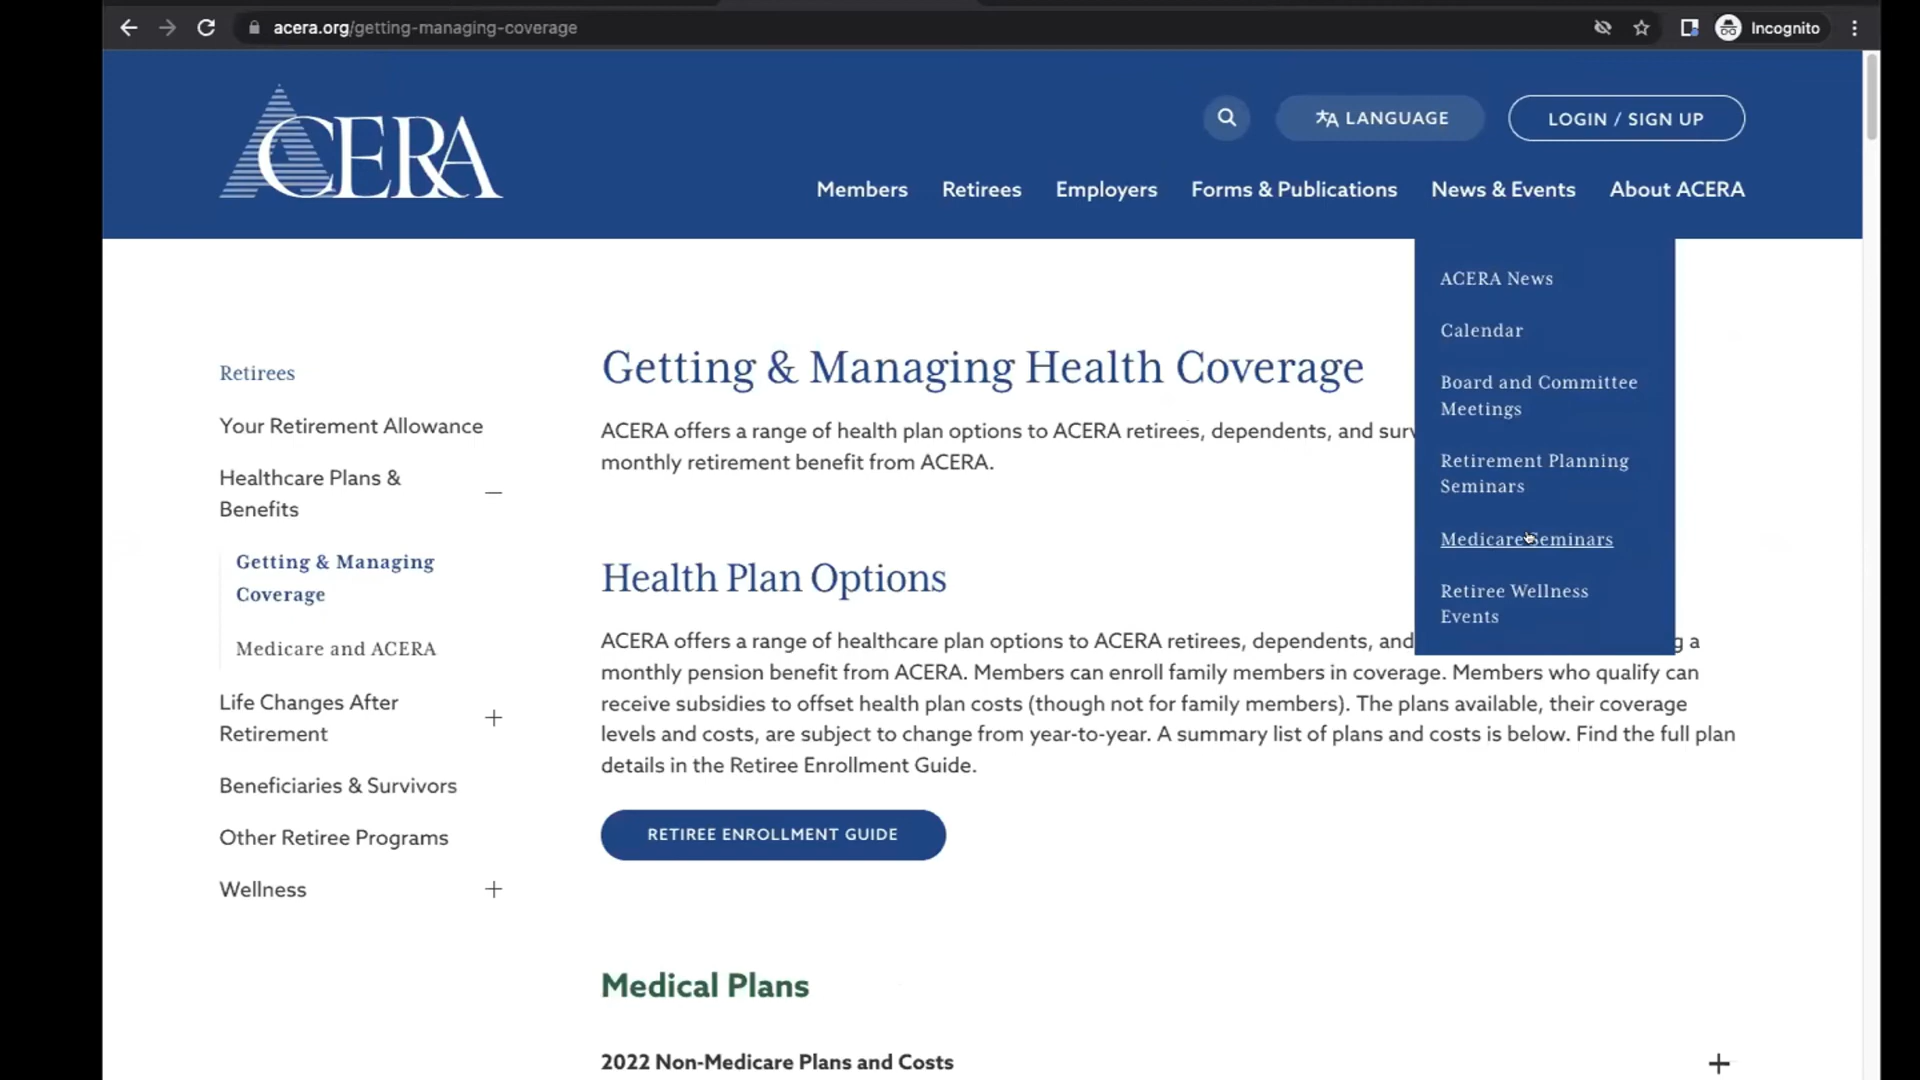 acera.org/getting-managing-coverage
Incognito
ACERA
LANGUAGE
LOGIN / SIGN UP
Members
Retirees
Employers
Forms & Publications
News & Events
About ACERA
ACERA News
Calendar
Board and Committee
Meetings
Retirement Planning
Seminars
Medicare Seminars
Retiree Wellness
Events
Retirees
Your Retirement Allowance
Healthcare Plans &
Benefits
Getting & Managing
Coverage
Medicare and ACERA
Life Changes After
Retirement
Beneficiaries & Survivors
Other Retiree Programs
Wellness
Getting & Managing Health Coverage
ACERA offers a range of health plan options to ACERA retirees, dependents, and surv
monthly retirement benefit from ACERA.
Health Plan Options
ACERA offers a range of healthcare plan options to ACERA retirees, dependents, and g a
monthly pension benefit from ACERA. Members can enroll family members in coverage. Members who qualify can
receive subsidies to offset health plan costs (though not for family members). The plans available, their coverage
levels and costs, are subject to change from year-to-year. A summary list of plans and costs is below. Find the full plan
details in the Retiree Enrollment Guide.
RETIREE ENROLLMENT GUIDE
Medical Plans
2022 Non-Medicare Plans and Costs